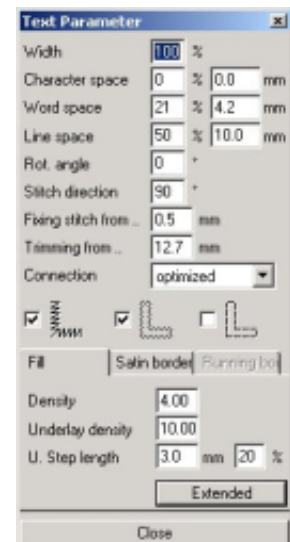 Text Parameter
Width 100 %
Character space 0 % 0.0 mm
Word space 21 % 4.2 mm
Line space 50 % 10.0 mm
Rot. angle 0 °
Stitch direction 90 °
Fixing stitch from .. 0.5 mm
Trimming from .. 12.7 mm
Connection optimized
Fill Satin border Running bor
Density 4.00
Underlay density 10.00
U. Step length 3.0 mm 20 %
Extended
Close